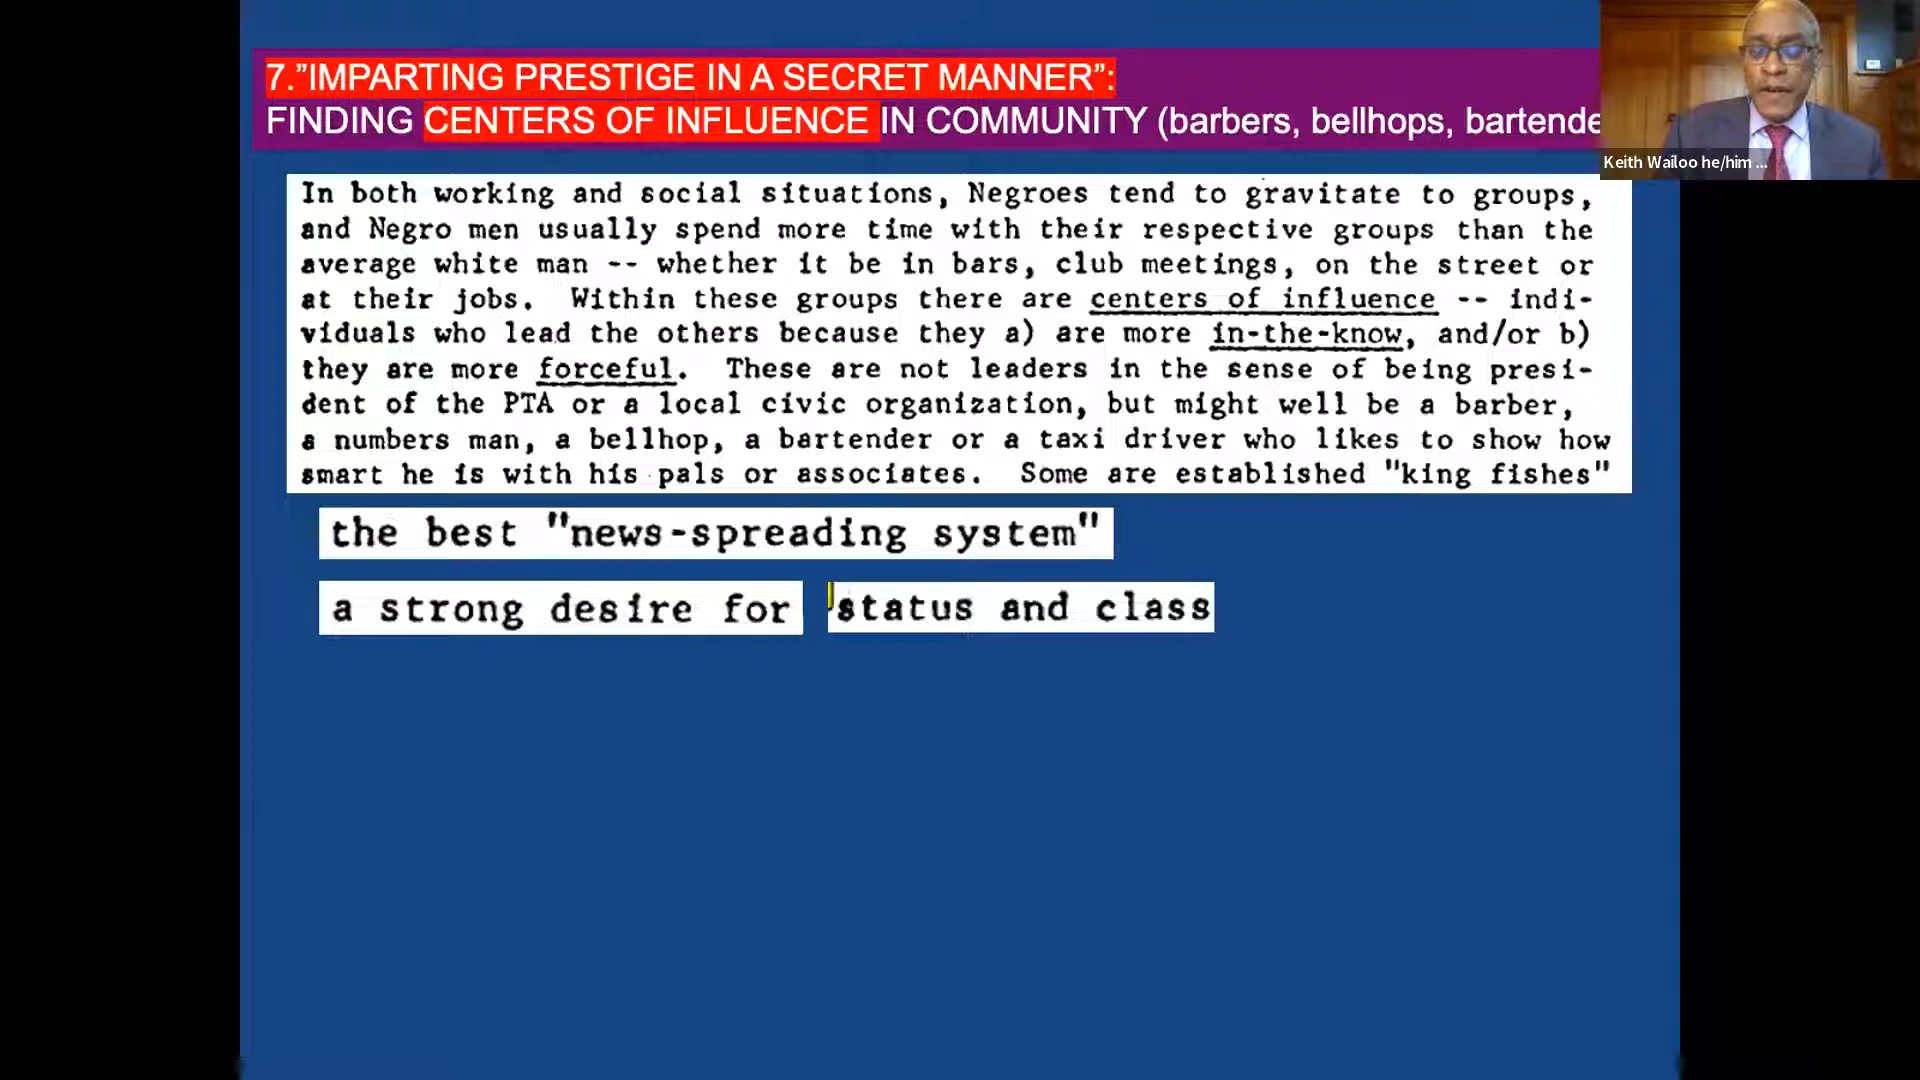 7.”IMPARTING PRESTIGE IN A SECRET MANNER”:
FINDING CENTERS OF INFLUENCE IN COMMUNITY (barbers, bellhops, bartende
Keith Wailoo he/him ...
In both working and social situations, Negroes tend to gravitate to groups,
and Negro men usually spend more time with their respective groups than the
average white man -- whether it be in bars, club meetings, on the street or
at their jobs. Within these groups there are centers of influence -- indi-
viduals who lead the others because they a) are more in-the-know, and/or b)
they are more forceful. These are not leaders in the sense of being presi-
dent of the PTA or a local civic organization, but might well be a barber,
a numbers man, a bellhop, a bartender or a taxi driver who likes to show how
smart he is with his pals or associates. Some are established "king fishes"
the best "news-spreading system"
a strong desire for status and class